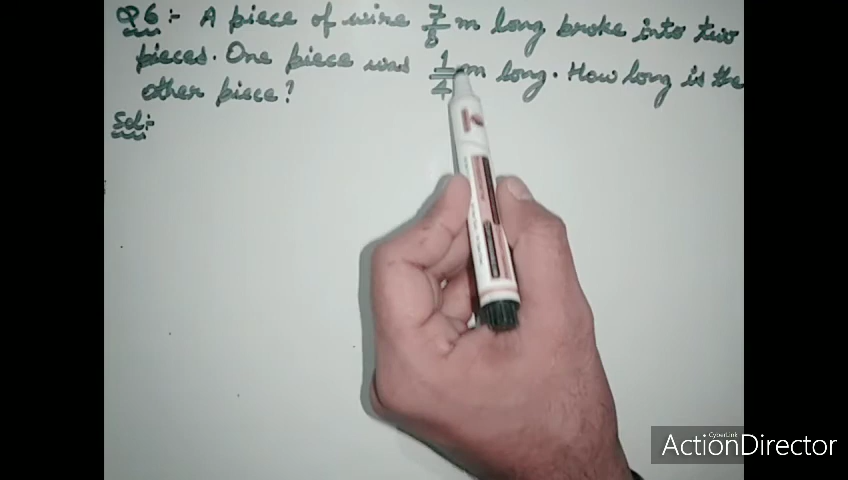 Q6:- A piece of wire 7/8 m long broke into two
pieces. One piece was 1/4 m long. How long is the
other piece?
Sol:-
K
CyberLink
ActionDirector